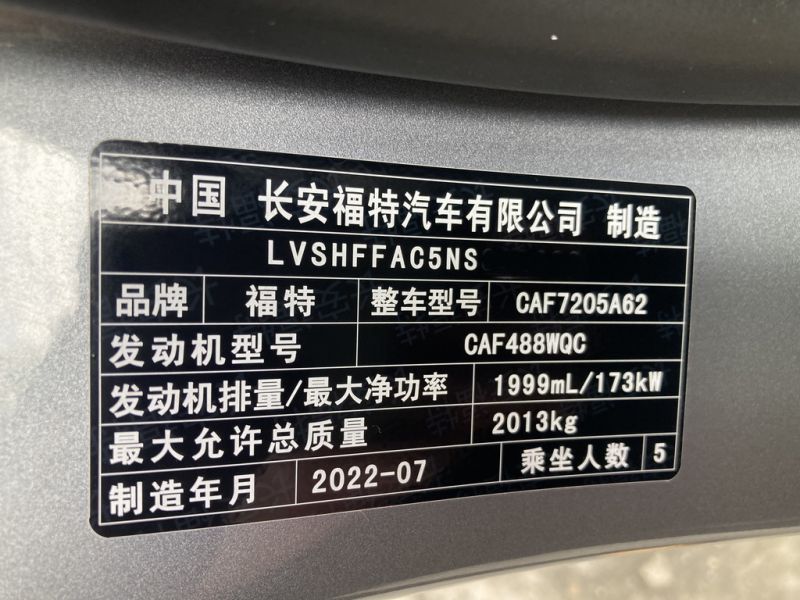 中国 长安福特汽车有限公司 制造
LVSHFFAC5NS
品牌 福特 整车型号 CAF7205A62
发动机型号 CAF488WQC
发动机排量/最大净功率 1999mL/173kW
最大允许总质量 2013kg
制造年月 2022-07 乘坐人数 5